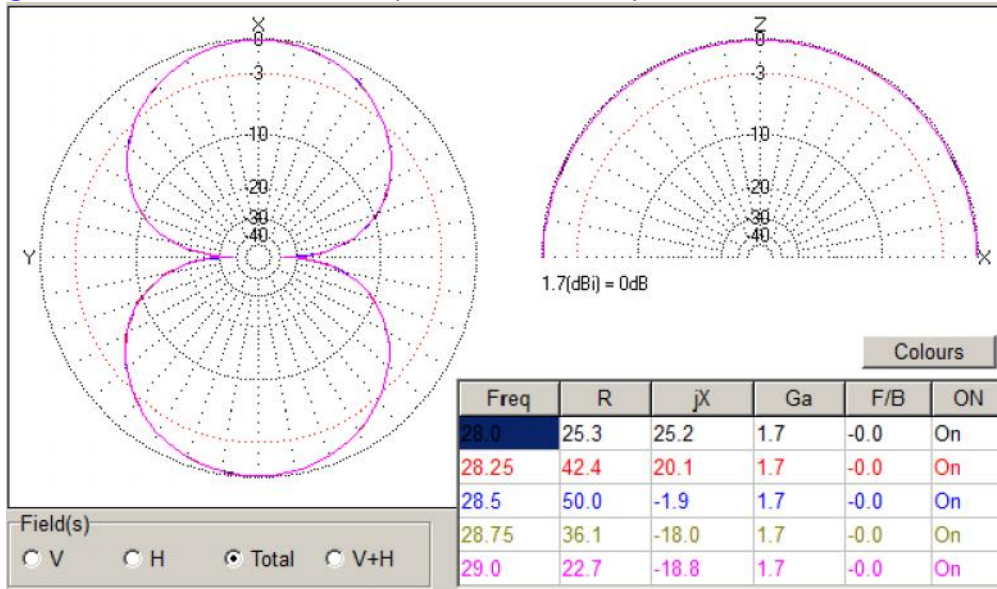 X
0
-3
-10
-20
-30
-40
Y
Z
0
-3
-10
-20
-30
-40
X
1.7(dBi) = 0dB
Colours
Freq R jX Ga F/B ON
28.0 25.3 25.2 1.7 -0.0 On
28.25 42.4 20.1 1.7 -0.0 On
28.5 50.0 -1.9 1.7 -0.0 On
28.75 36.1 -18.0 1.7 -0.0 On
29.0 22.7 -18.8 1.7 -0.0 On
Field(s)
V H Total V+H